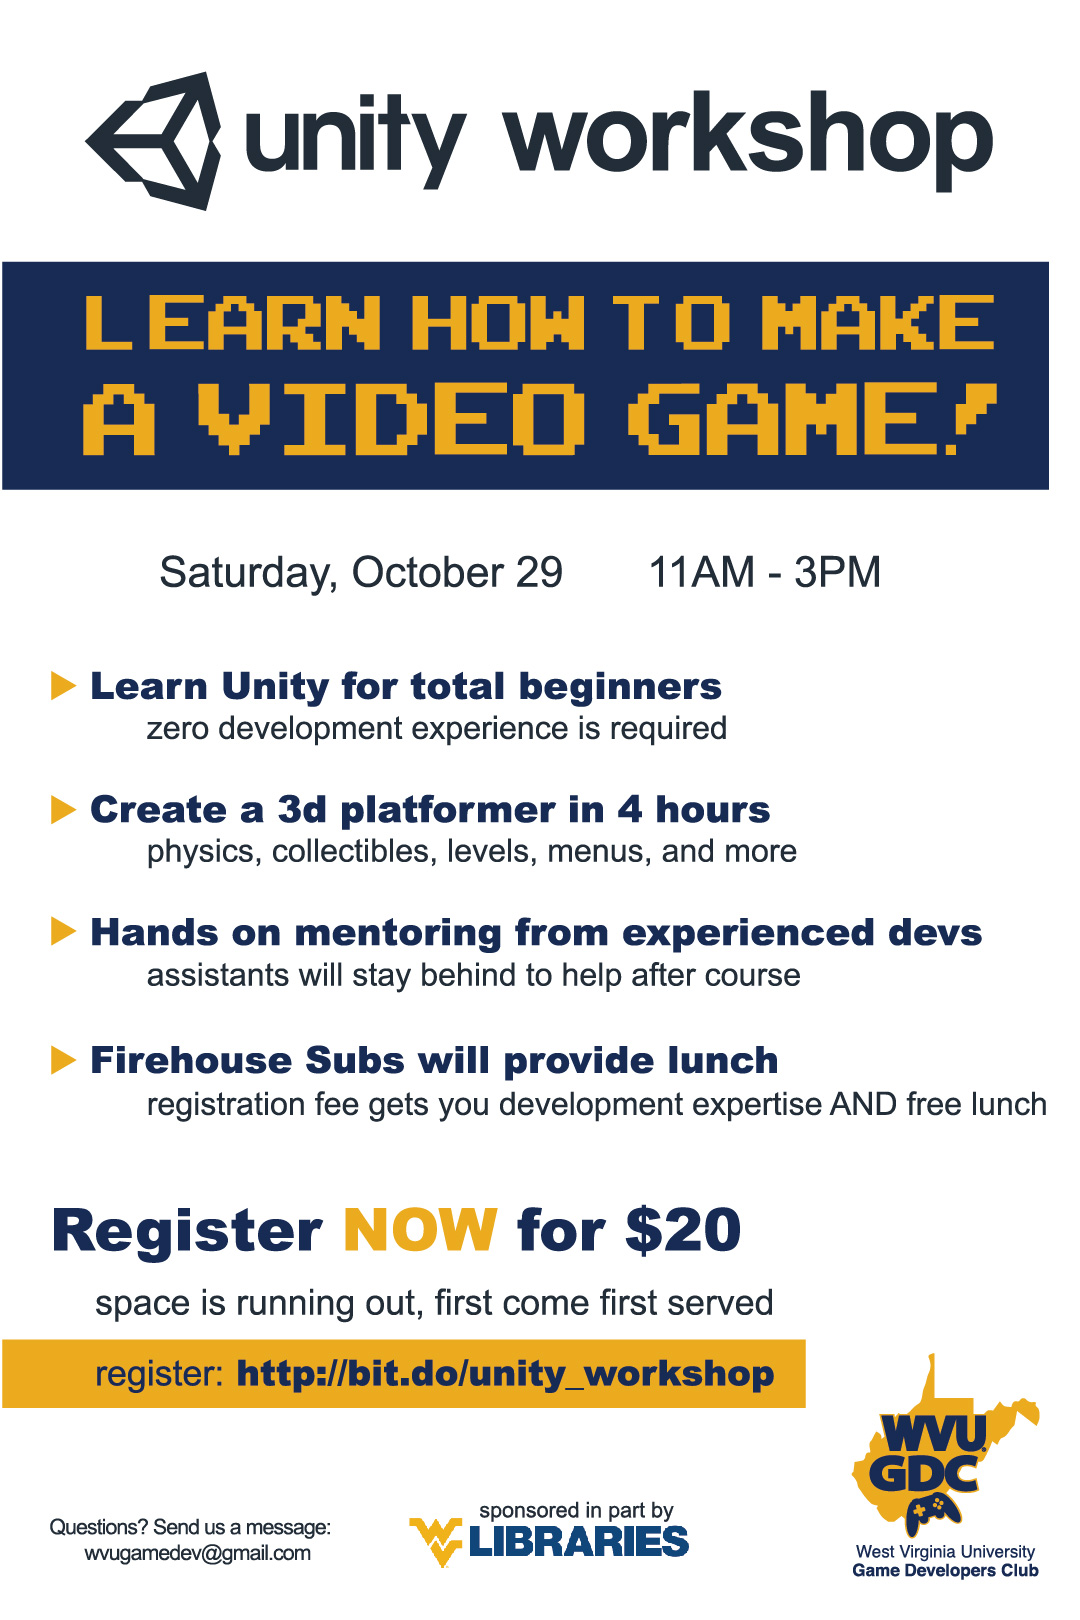 unity workshop
LEARN HOW TO MAKE
A VIDEO GAME!
Saturday, October 29 11AM - 3PM
Learn Unity for total beginners
zero development experience is required
Create a 3d platformer in 4 hours
physics, collectibles, levels, menus, and more
Hands on mentoring from experienced devs
assistants will stay behind to help after course
Firehouse Subs will provide lunch
registration fee gets you development expertise AND free lunch
Register NOW for $20
space is running out, first come first served
register: http://bit.do/unity_workshop
Questions? Send us a message:
wvugamedev@gmail.com
sponsored in part by
WV LIBRARIES
WVU
GDC
West Virginia University
Game Developers Club